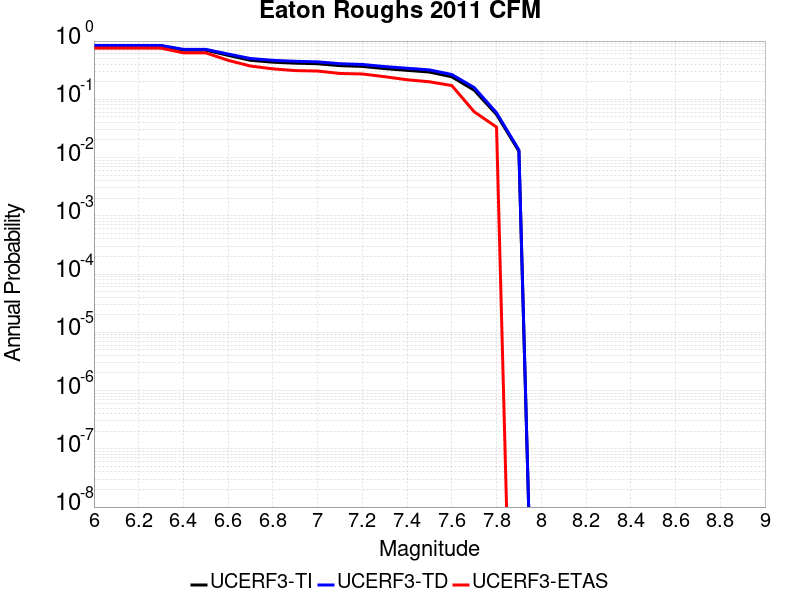 Eaton Roughs 2011 CFM
10^0
10^-1
10^-2
10^-3
10^-4
10^-5
10^-6
10^-7
10^-8
Annual Probability
6 6.2 6.4 6.6 6.8 7 7.2 7.4 7.6 7.8 8 8.2 8.4 8.6 8.8 9
Magnitude
UCERF3-TI UCERF3-TD UCERF3-ETAS